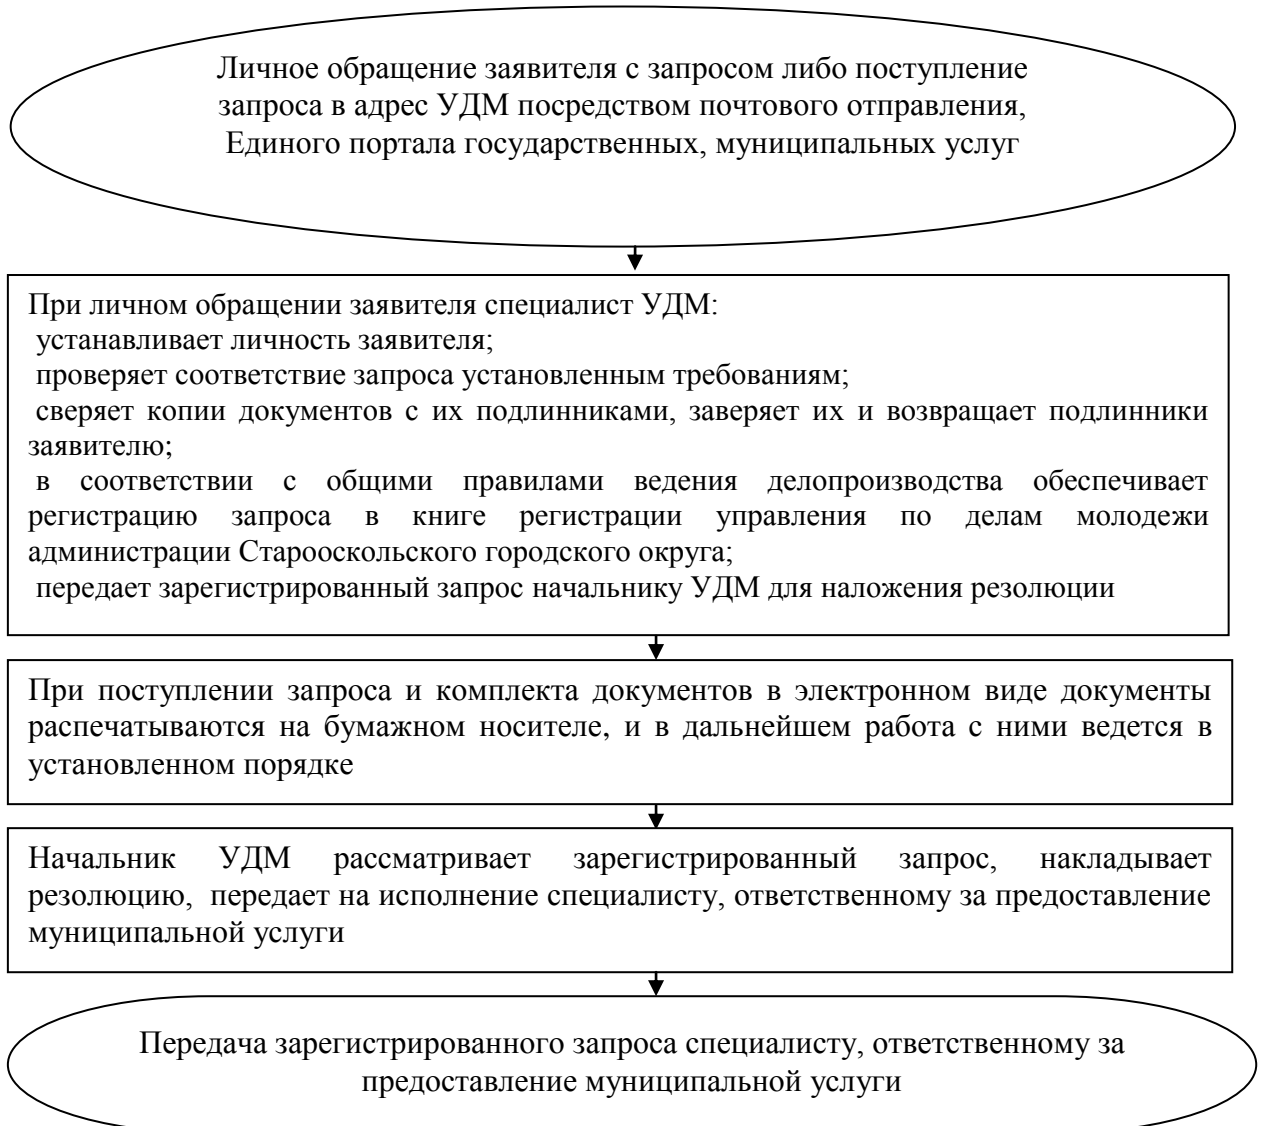 Личное обращение заявителя с запросом либо поступление
запроса в адрес УДМ посредством почтового отправления,
Единого портала государственных, муниципальных услуг
При личном обращении заявителя специалист УДМ:
устанавливает личность заявителя;
проверяет соответствие запроса установленным требованиям;
сверяет копии документов с их подлинниками, заверяет их и возвращает подлинники
заявителю;
в соответствии с общими правилами ведения делопроизводства обеспечивает
регистрацию запроса в книге регистрации управления по делам молодежи
администрации Старооскольского городского округа;
передает зарегистрированный запрос начальнику УДМ для наложения резолюции
При поступлении запроса и комплекта документов в электронном виде документы
распечатываются на бумажном носителе, и в дальнейшем работа с ними ведется в
установленном порядке
Начальник УДМ рассматривает зарегистрированный запрос, накладывает
резолюцию, передает на исполнение специалисту, ответственному за предоставление
муниципальной услуги
Передача зарегистрированного запроса специалисту, ответственному за
предоставление муниципальной услуги